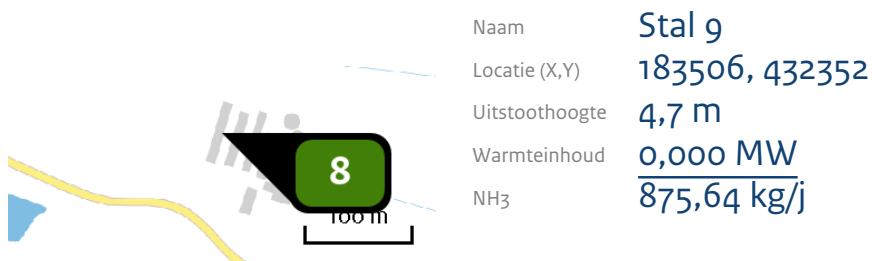 Naam Stal 9
Locatie (X,Y) 183506, 432352
Uitstoothoogte 4,7 m
Warmteinhoud 0,000 MW
NH3 875,64 kg/j
8
100 m